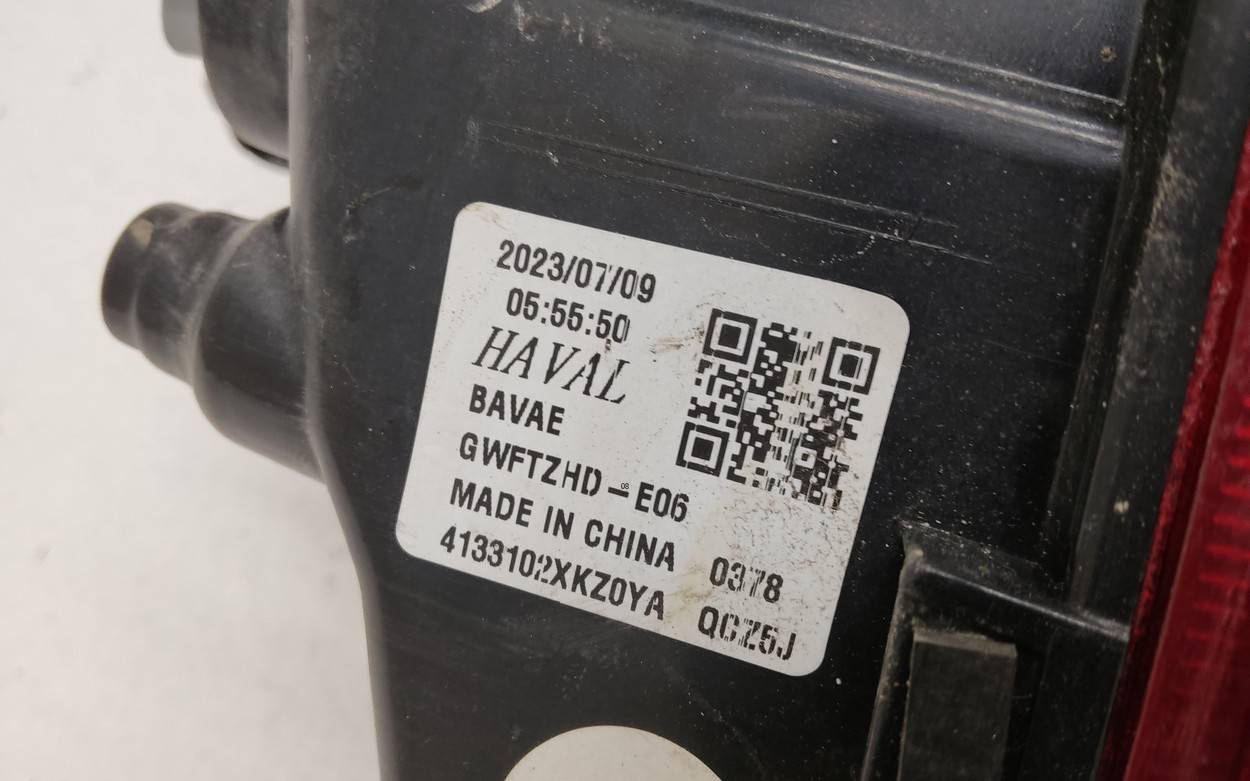 2023/07/09
05:55:50
HAVAL
BAVAE
GWFTZHD-E06
MADE IN CHINA 0378
4133102XKZ0YA QCZ5J